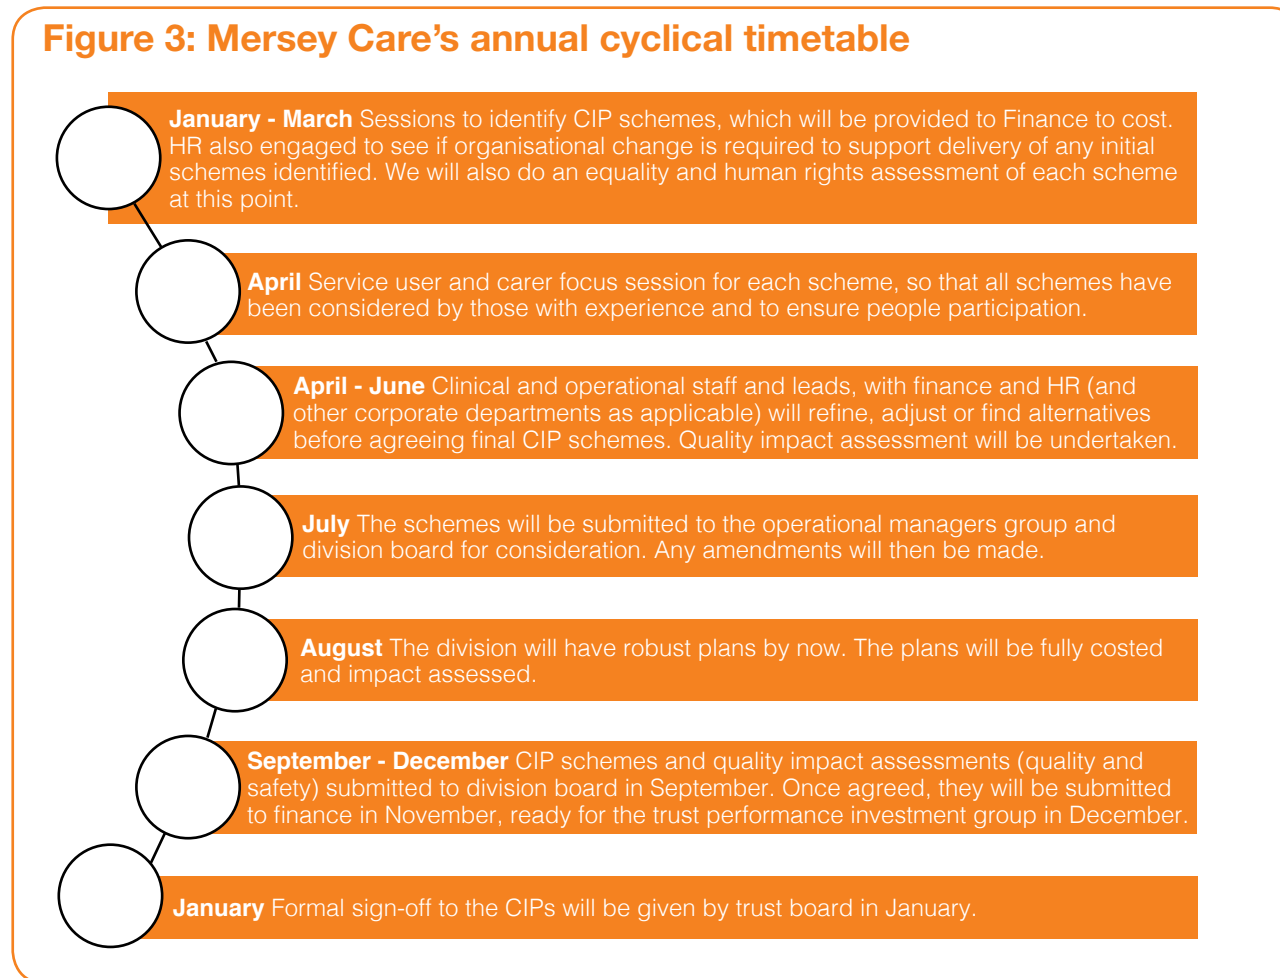 Figure 3: Mersey Care’s annual cyclical timetable
January - March Sessions to identify CIP schemes, which will be provided to Finance to cost.
HR also engaged to see if organisational change is required to support delivery of any initial
schemes identified. We will also do an equality and human rights assessment of each scheme
at this point.
April Service user and carer focus session for each scheme, so that all schemes have
been considered by those with experience and to ensure people participation.
April - June Clinical and operational staff and leads, with finance and HR (and
other corporate departments as applicable) will refine, adjust or find alternatives
before agreeing final CIP schemes. Quality impact assessment will be undertaken.
July The schemes will be submitted to the operational managers group and
division board for consideration. Any amendments will then be made.
August The division will have robust plans by now. The plans will be fully costed
and impact assessed.
September - December CIP schemes and quality impact assessments (quality and
safety) submitted to division board in September. Once agreed, they will be submitted
to finance in November, ready for the trust performance investment group in December.
January Formal sign-off to the CIPs will be given by trust board in January.